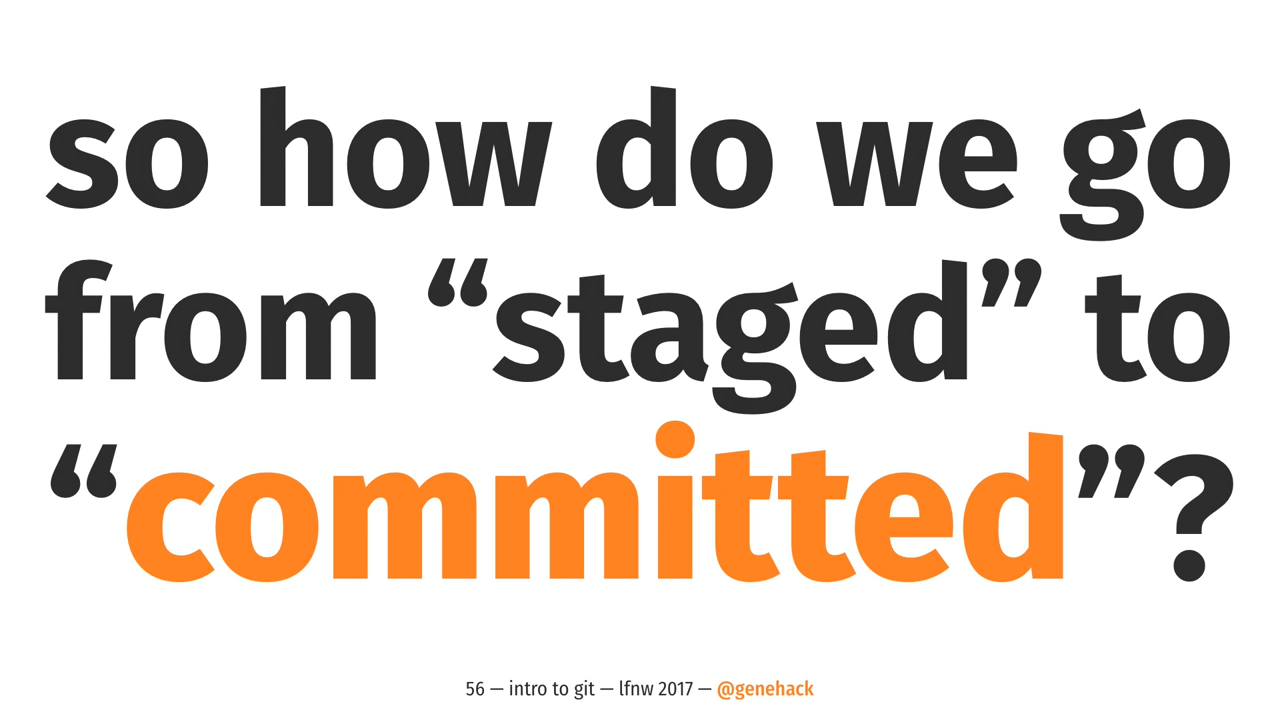 so how do we go
from “staged” to
“committed”?
56 — intro to git — lfnw 2017 — @genehack